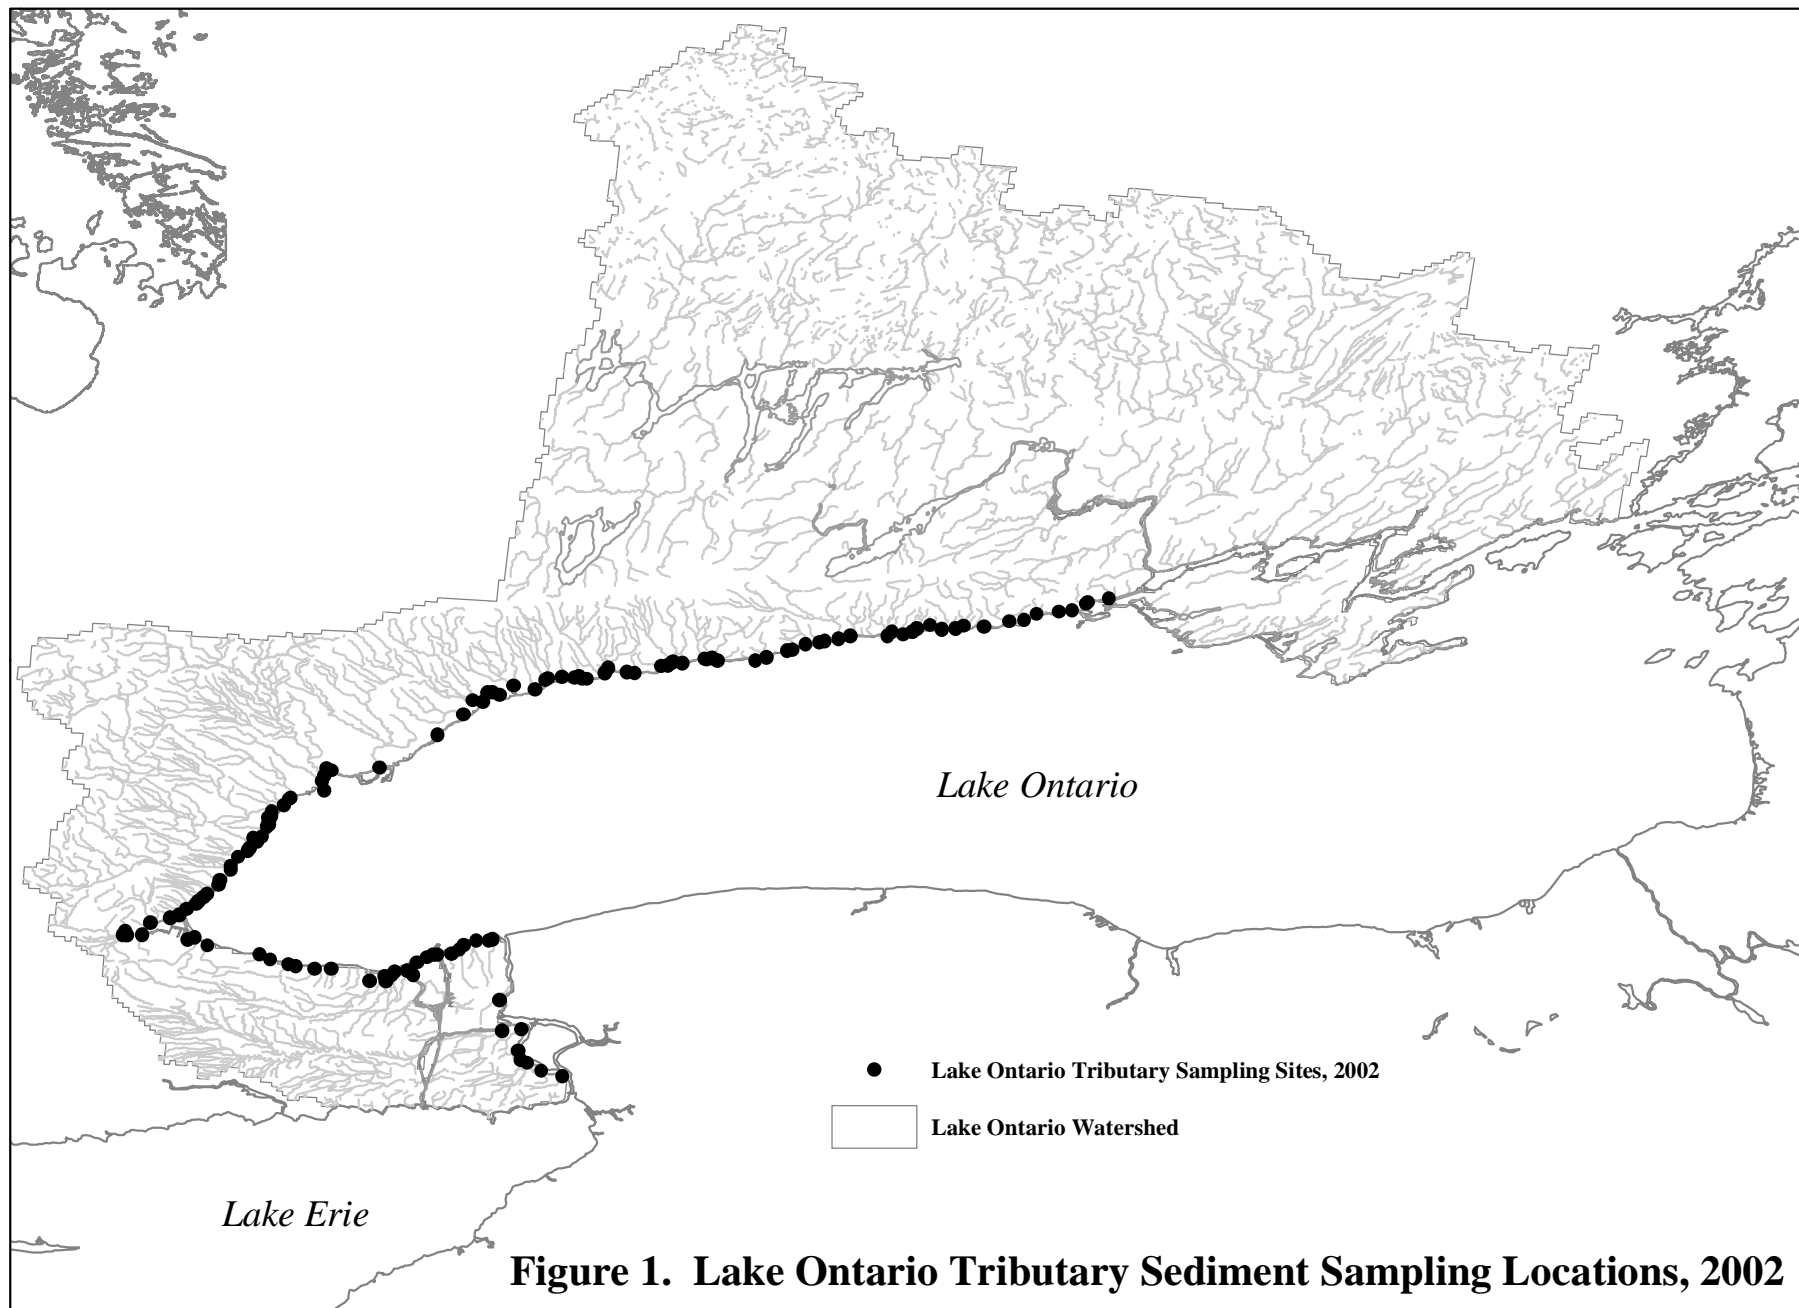 Lake Ontario
Lake Ontario Tributary Sampling Sites, 2002
Lake Ontario Watershed
Lake Erie
Figure 1.  Lake Ontario Tributary Sediment Sampling Locations, 2002